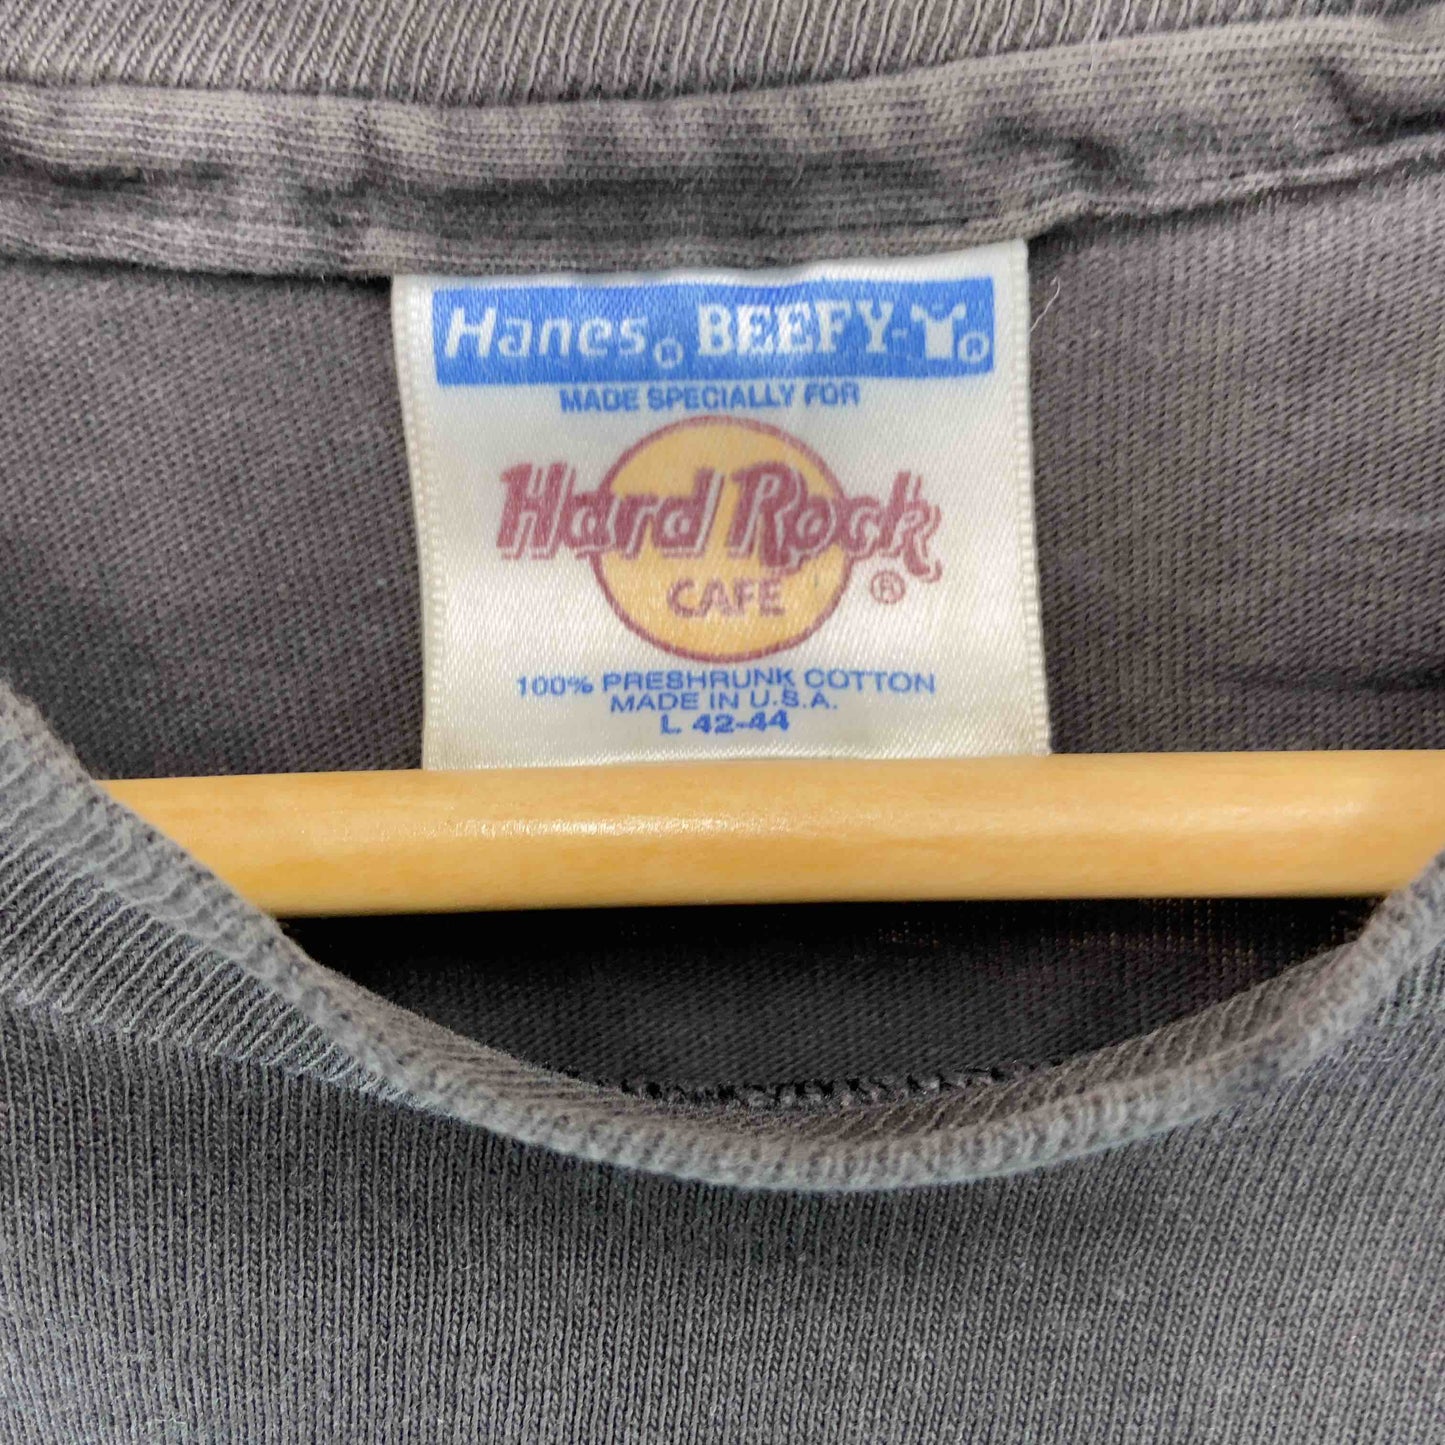 Hanes® BEEFY-T®
MADE SPECIALLY FOR
Hard Rock
CAFE ®
100% PRESHRUNK COTTON
MADE IN U.S.A.
L 42-44